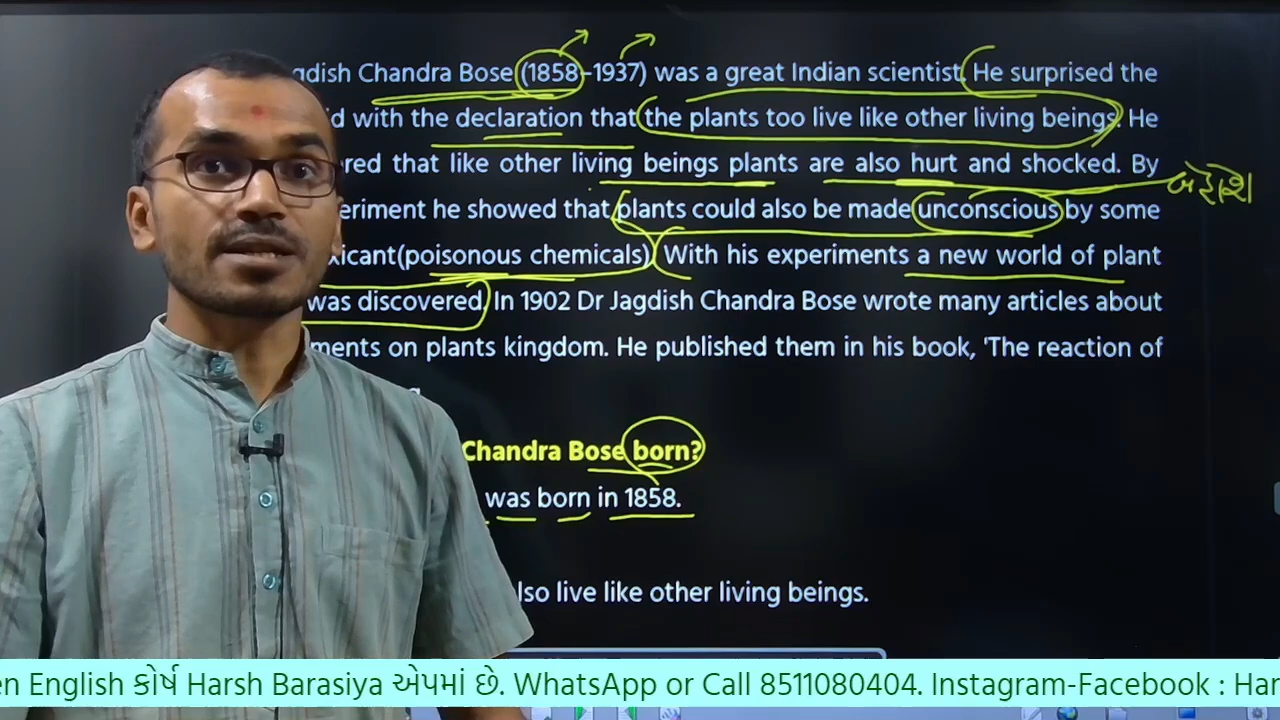 gdish Chandra Bose (1858–1937) was a great Indian scientist. He surprised the
d with the declaration that the plants too live like other living beings. He
ered that like other living beings plants are also hurt and shocked. By
eriment he showed that plants could also be made unconscious by some
xicant(poisonous chemicals). With his experiments a new world of plant
was discovered. In 1902 Dr Jagdish Chandra Bose wrote many articles about
ments on plants kingdom. He published them in his book, 'The reaction of
Chandra Bose born?
was born in 1858.
lso live like other living beings.
en English કોર્ષ Harsh Barasiya એપમાં છે. WhatsApp or Call 8511080404. Instagram-Facebook : Har